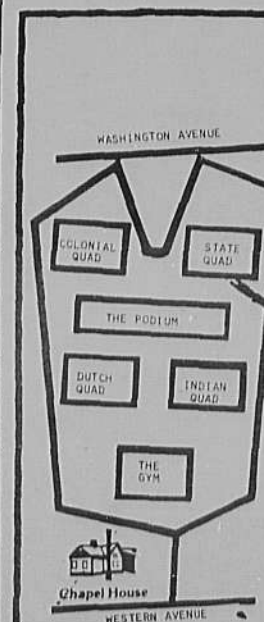 WASHINGTON AVENUE
COLONIAL
QUAD
STATE
QUAD
THE PODIUM
DUTCH
QUAD
INDIAN
QUAD
THE
GYM
Chapel House
WESTERN AVENUE